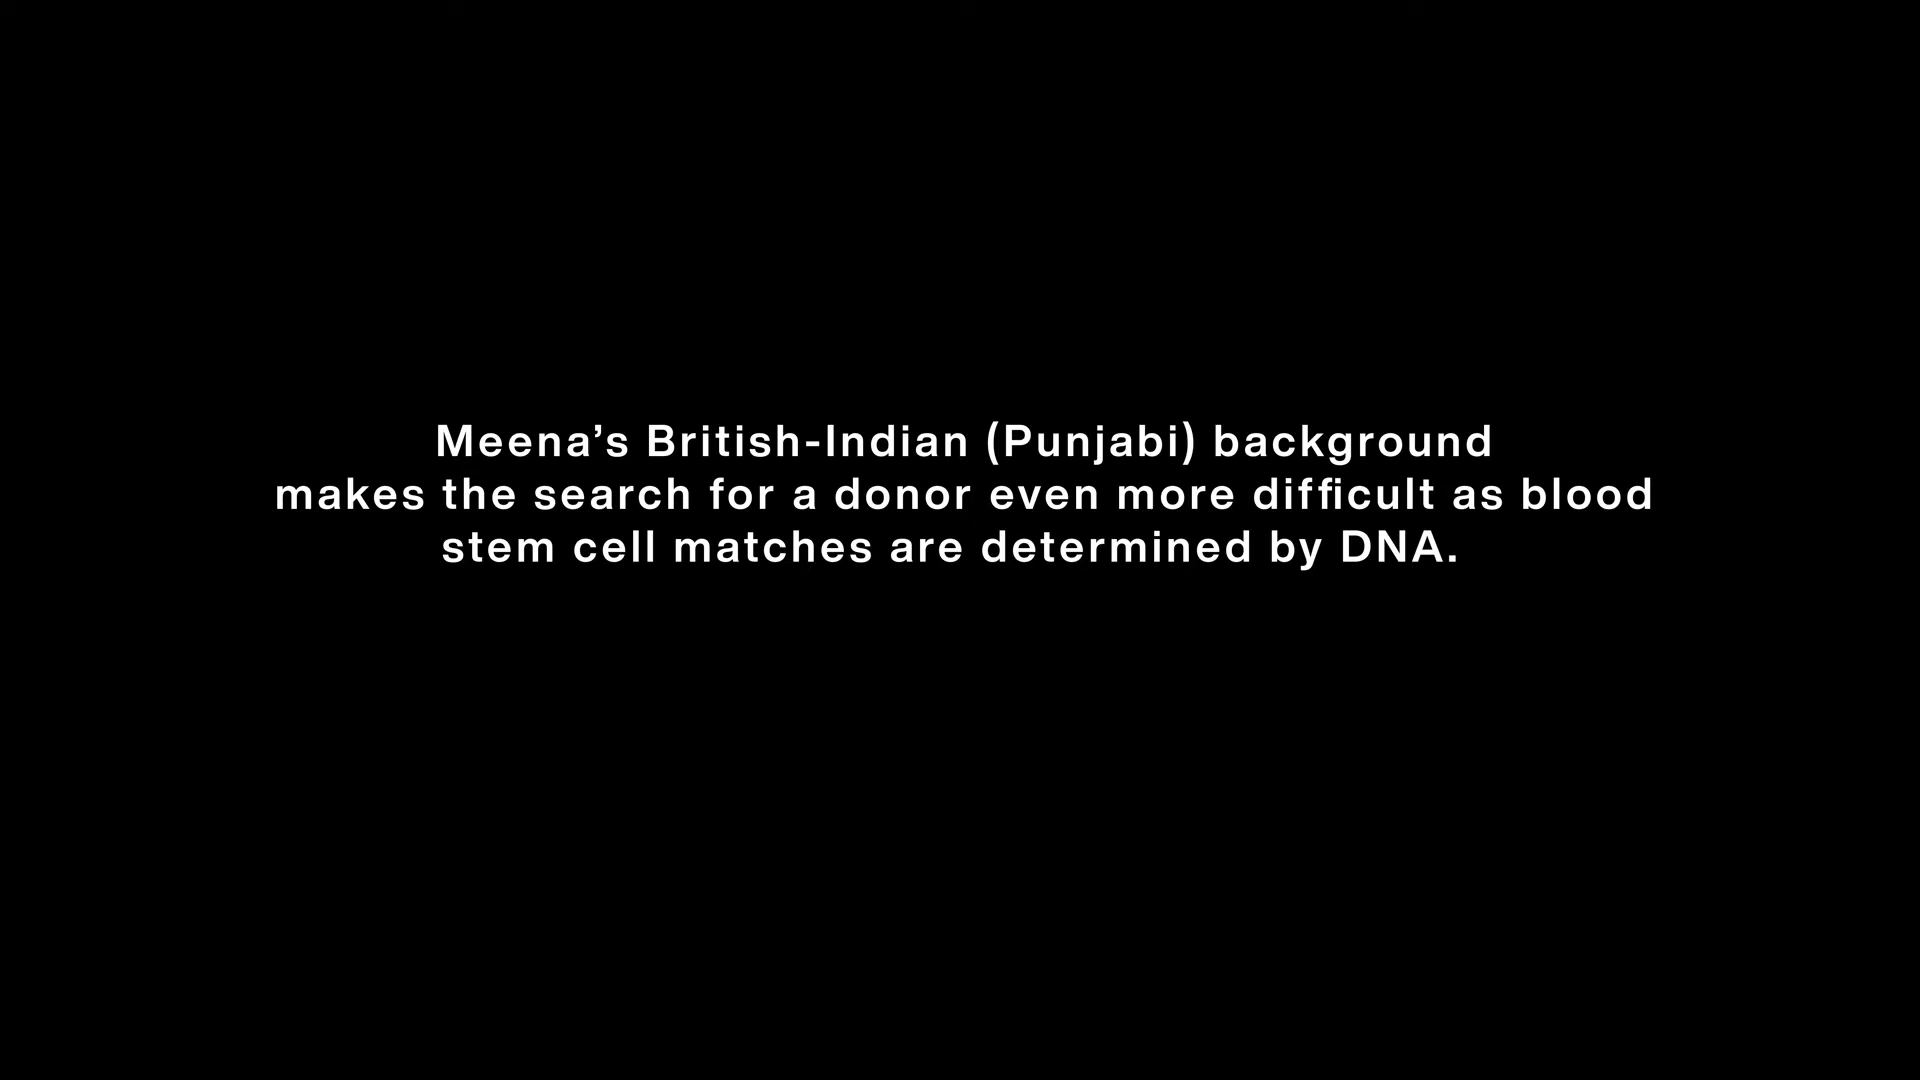 Meena’s British-Indian (Punjabi) background
makes the search for a donor even more difficult as blood
stem cell matches are determined by DNA.